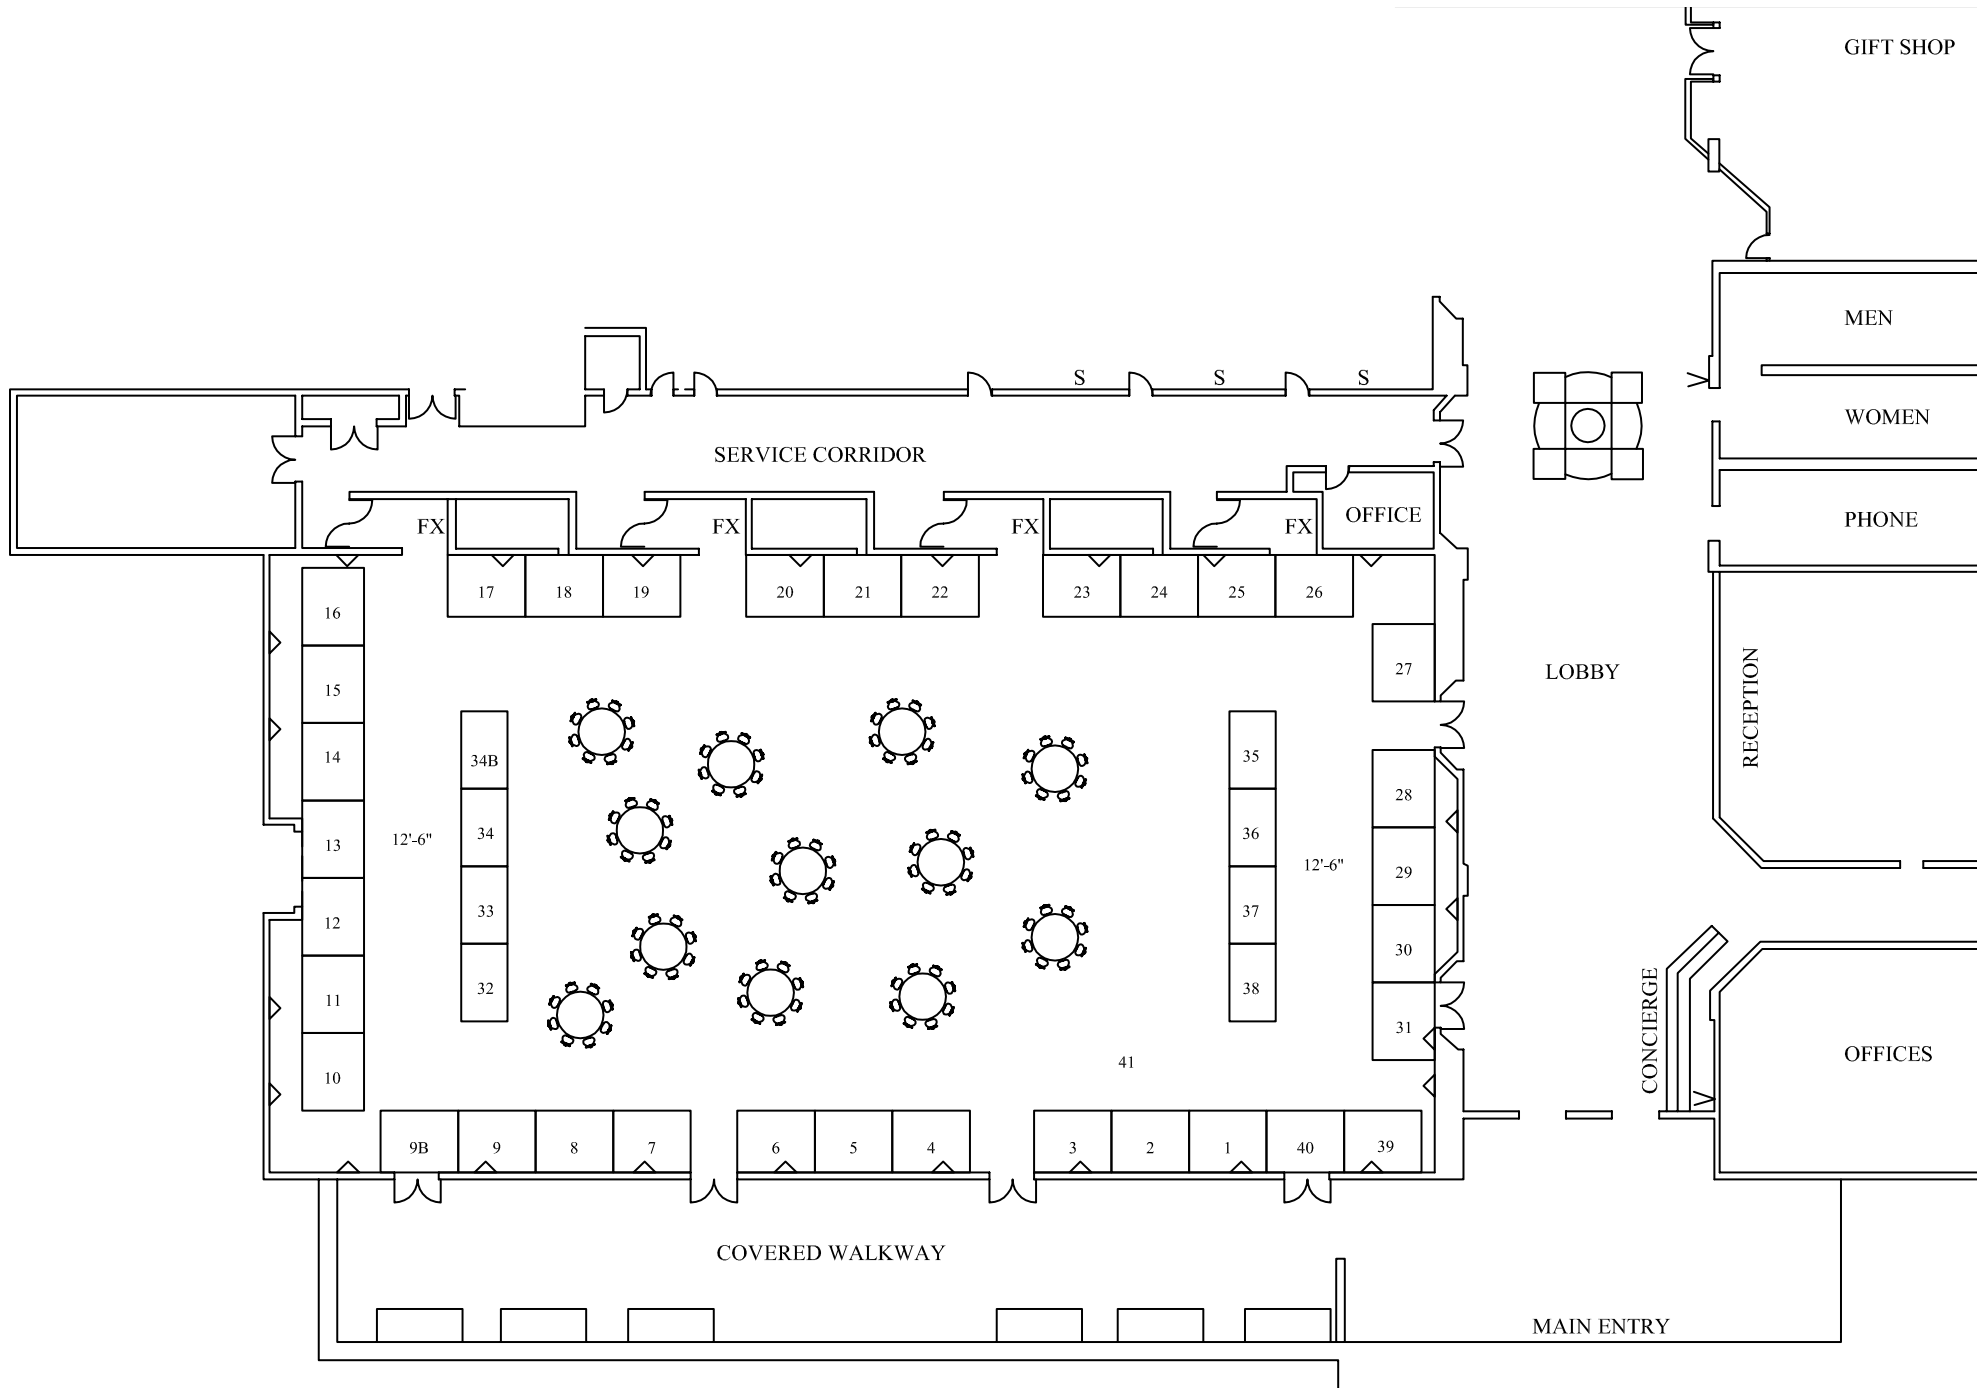 GIFT SHOP
MEN
S S S
WOMEN
SERVICE CORRIDOR
FX FX FX FX
OFFICE
PHONE
17 18 19 20 21 22 23 24 25 26
16
27
LOBBY
RECEPTION
15
14
34B
35
28
13
12'-6"
34
36
12'-6"
29
12
33
37
30
11
32
38
31
CONCIERGE
OFFICES
10
41
9B 9 8 7 6 5 4 3 2 1 40 39
COVERED WALKWAY
MAIN ENTRY